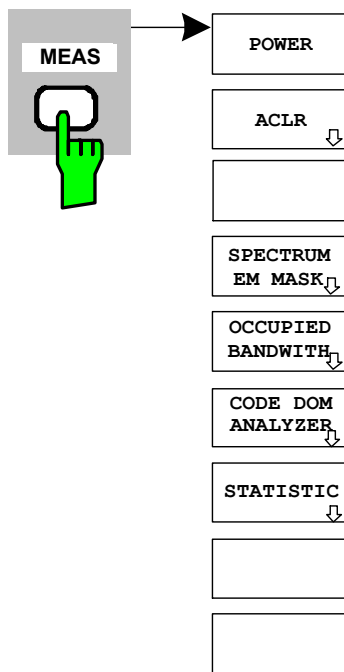 MEAS
POWER
ACLR
SPECTRUM
EM MASK
OCCUPIED
BANDWITH
CODE DOM
ANALYZER
STATISTIC